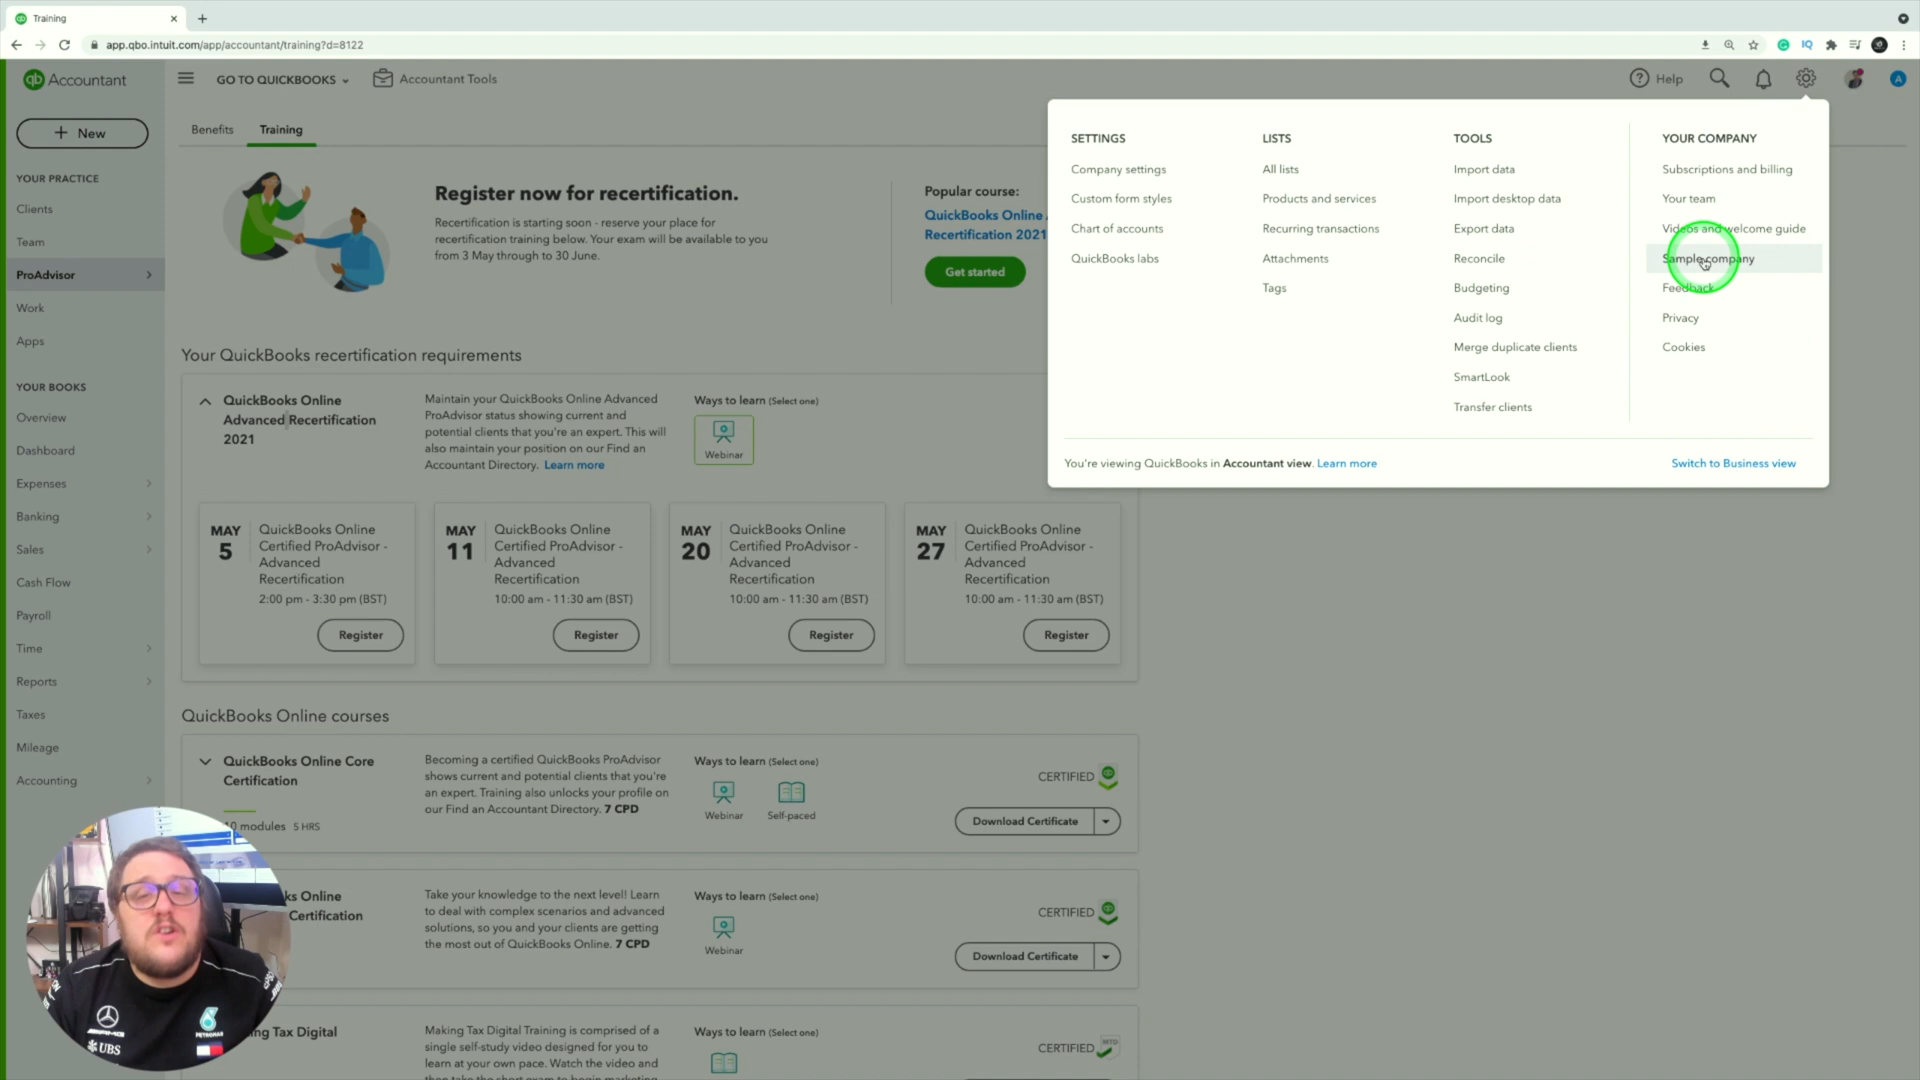 Training
app.qbo.intuit.com/app/accountant/training?d=8122
IQ
qb Accountant
GO TO QUICKBOOKS
Accountant Tools
Help
A
+ New
YOUR PRACTICE
Clients
Team
ProAdvisor
Work
Apps
YOUR BOOKS
Overview
Dashboard
Expenses
Banking
Sales
Cash Flow
Payroll
Time
Reports
Taxes
Mileage
Accounting
Benefits
Training
Register now for recertification.
Recertification is starting soon - reserve your place for
recertification training below. Your exam will be available to you
from 3 May through to 30 June.
Popular course:
QuickBooks Online
Recertification 2021
Get started
SETTINGS
Company settings
Custom form styles
Chart of accounts
QuickBooks labs
LISTS
All lists
Products and services
Recurring transactions
Attachments
Tags
TOOLS
Import data
Import desktop data
Export data
Reconcile
Budgeting
Audit log
Merge duplicate clients
SmartLook
Transfer clients
YOUR COMPANY
Subscriptions and billing
Your team
Videos and welcome guide
Sample company
Feedback
Privacy
Cookies
You're viewing QuickBooks in Accountant view. Learn more
Switch to Business view
Your QuickBooks recertification requirements
QuickBooks Online
Advanced Recertification
2021
Maintain your QuickBooks Online Advanced
ProAdvisor status showing current and
potential clients that you're an expert. This will
also maintain your position on our Find an
Accountant Directory. Learn more
Ways to learn (Select one)
Webinar
MAY
5
QuickBooks Online
Certified ProAdvisor -
Advanced
Recertification
2:00 pm - 3:30 pm (BST)
Register
MAY
11
QuickBooks Online
Certified ProAdvisor -
Advanced
Recertification
10:00 am - 11:30 am (BST)
Register
MAY
20
QuickBooks Online
Certified ProAdvisor -
Advanced
Recertification
10:00 am - 11:30 am (BST)
Register
MAY
27
QuickBooks Online
Certified ProAdvisor -
Advanced
Recertification
10:00 am - 11:30 am (BST)
Register
QuickBooks Online courses
QuickBooks Online Core
Certification
10 modules 5 HRS
Becoming a certified QuickBooks ProAdvisor
shows current and potential clients that you're
an expert. Training also unlocks your profile on
our Find an Accountant Directory. 7 CPD
Ways to learn (Select one)
Webinar
Self-paced
CERTIFIED
Download Certificate
ks Online
Certification
Take your knowledge to the next level! Learn
to deal with complex scenarios and advanced
solutions, so you and your clients are getting
the most out of QuickBooks Online. 7 CPD
Ways to learn (Select one)
Webinar
CERTIFIED
Download Certificate
ng Tax Digital
Making Tax Digital Training is comprised of a
single self-study video designed for you to
learn at your own pace. Watch the video and
then take the short exam to begin marketing
Ways to learn (Select one)
CERTIFIED
MTD
PETRONAS
UBS